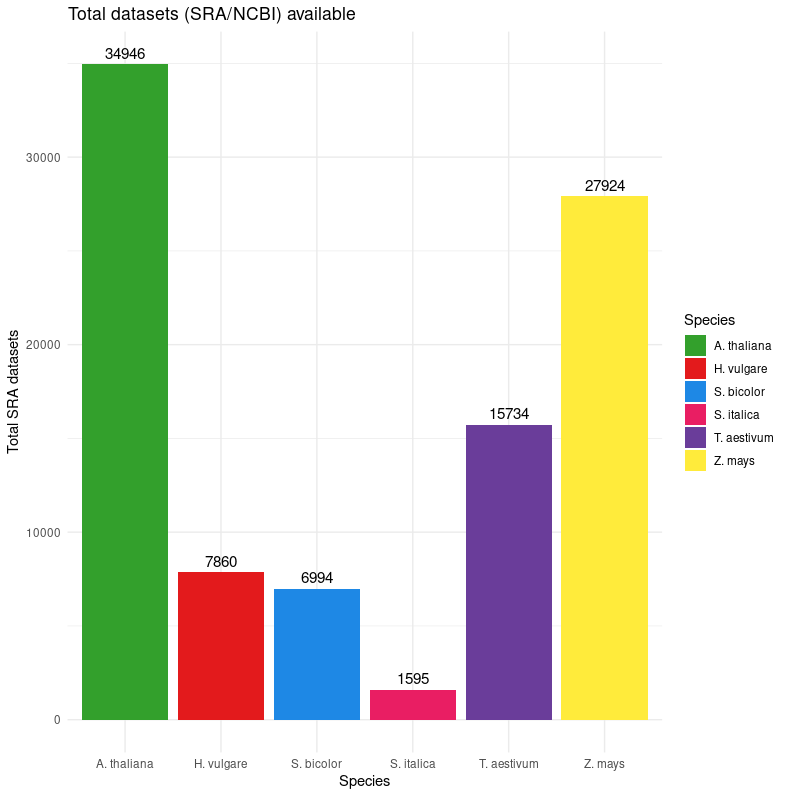 Total datasets (SRA/NCBI) available
34946
27924
15734
7860
6994
1595
Total SRA datasets
30000
20000
10000
0
A. thaliana
H. vulgare
S. bicolor
S. italica
T. aestivum
Z. mays
Species
Species
A. thaliana
H. vulgare
S. bicolor
S. italica
T. aestivum
Z. mays